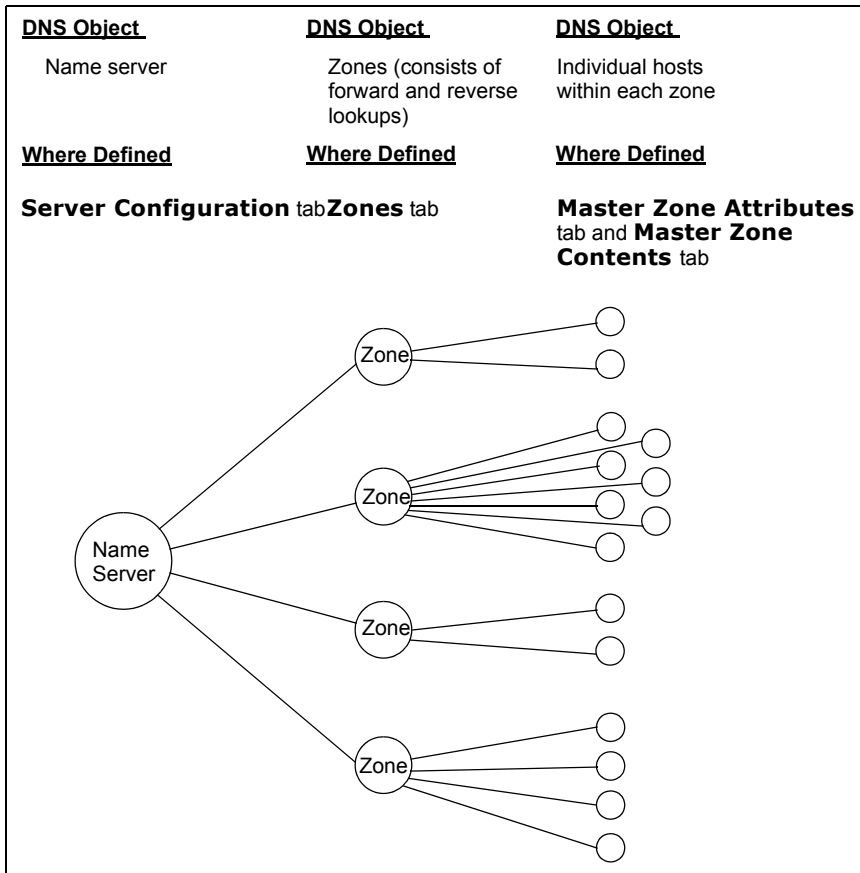 DNS Object
Name server
Where Defined
Server Configuration tab
DNS Object
Zones (consists of
forward and reverse
lookups)
Where Defined
Zones tab
DNS Object
Individual hosts
within each zone
Where Defined
Master Zone Attributes
tab and Master Zone
Contents tab
Zone
Zone
Name
Server
Zone
Zone